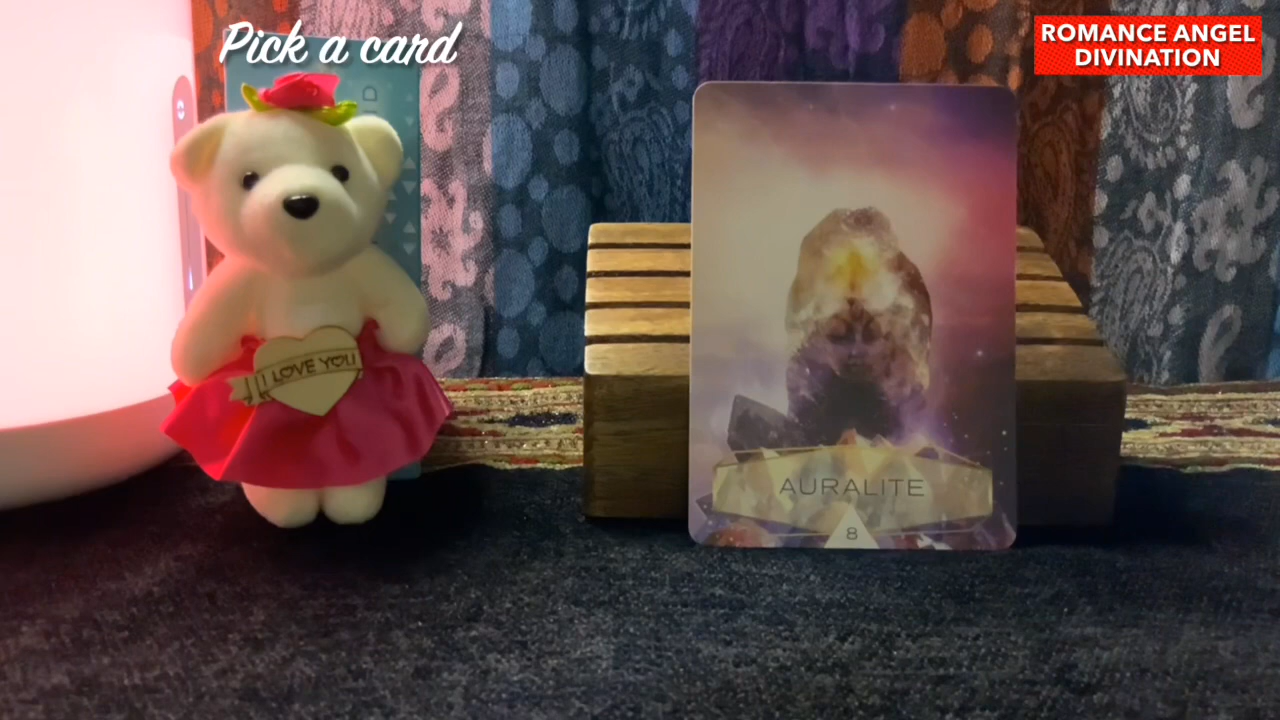 Pick a card
ROMANCE ANGEL
DIVINATION
D
I LOVE YOU!
AURALITE
8